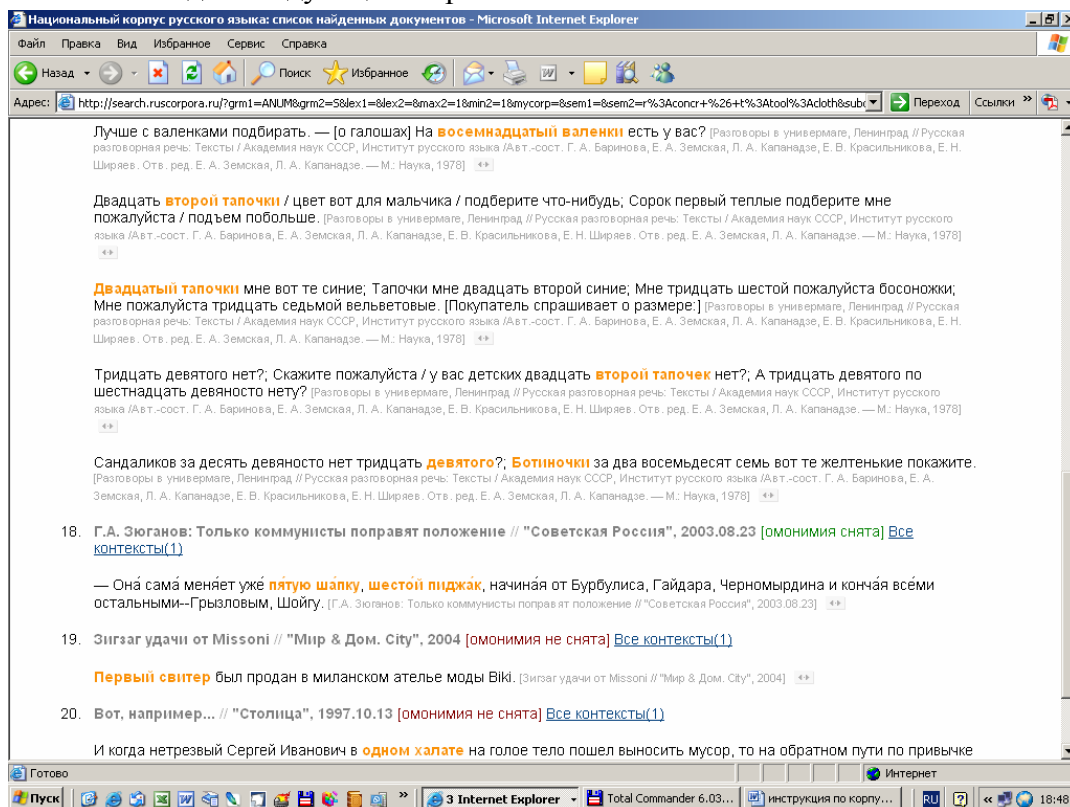 Национальный корпус русского языка: список найденных документов - Microsoft Internet Explorer
Файл Правка Вид Избранное Сервис Справка
Назад Поиск Избранное
Адрес: http://search.ruscorpora.ru/?grm1=ANUM&grm2=S&lex1=&lex2=&max2=1&min2=1&mycorp=&sem1=&sem2=r%3Aconcr+%26+t%3Atool%3Acloth&sub Переход Ссылки »
Лучше с валенками подбирать. — [о галошах] На восемнадцатый валенки есть у вас? [Разговоры в универмаге, Ленинград // Русская
разговорная речь: Тексты / Академия наук СССР, Институт русского языка /Авт.-сост. Г. А. Баринова, Е. А. Земская, Л. А. Капанадзе, Е. В. Красильникова, Е. Н.
Ширяев. Отв. ред. Е. А. Земская, Л. А. Капанадзе. — М.: Наука, 1978]
Двадцать второй тапочки / цвет вот для мальчика / подберите что-нибудь; Сорок первый теплые подберите мне
пожалуйста / подъем побольше. [Разговоры в универмаге, Ленинград // Русская разговорная речь: Тексты / Академия наук СССР, Институт русского
языка /Авт.-сост. Г. А. Баринова, Е. А. Земская, Л. А. Капанадзе, Е. В. Красильникова, Е. Н. Ширяев. Отв. ред. Е. А. Земская, Л. А. Капанадзе. — М.: Наука, 1978]
Двадцатый тапочки мне вот те синие; Тапочки мне двадцать второй синие; Мне тридцать шестой пожалуйста босоножки;
Мне пожалуйста тридцать седьмой вельветовые. [Покупатель спрашивает о размере:] [Разговоры в универмаге, Ленинград // Русская
разговорная речь: Тексты / Академия наук СССР, Институт русского языка /Авт.-сост. Г. А. Баринова, Е. А. Земская, Л. А. Капанадзе, Е. В. Красильникова, Е. Н.
Ширяев. Отв. ред. Е. А. Земская, Л. А. Капанадзе. — М.: Наука, 1978]
Тридцать девятого нет?; Скажите пожалуйста / у вас детских двадцать второй тапочек нет?; А тридцать девятого по
шестнадцать девяносто нету? [Разговоры в универмаге, Ленинград // Русская разговорная речь: Тексты / Академия наук СССР, Институт русского
языка /Авт.-сост. Г. А. Баринова, Е. А. Земская, Л. А. Капанадзе, Е. В. Красильникова, Е. Н. Ширяев. Отв. ред. Е. А. Земская, Л. А. Капанадзе. — М.: Наука, 1978]
Сандаликов за десять девяносто нет тридцать девятого?; Ботиночки за два восемьдесят семь вот те желтенькие покажите.
[Разговоры в универмаге, Ленинград // Русская разговорная речь: Тексты / Академия наук СССР, Институт русского языка /Авт.-сост. Г. А. Баринова, Е. А.
Земская, Л. А. Капанадзе, Е. В. Красильникова, Е. Н. Ширяев. Отв. ред. Е. А. Земская, Л. А. Капанадзе. — М.: Наука, 1978]
18. Г.А. Зюганов: Только коммунисты поправят положение // "Советская Россия", 2003.08.23 [омонимия снята] Все
контексты(1)
— Она́ сама́ меня́ет уже́ пя́тую ша́пку, шесто́й пиджа́к, начина́я от Бурбулиса, Гайдара, Черномырдина и конча́я все́ми
остальными--Грызловым, Шойгу. [Г.А. Зюганов: Только коммунисты поправят положение // "Советская Россия", 2003.08.23]
19. Зигзаг удачи от Missoni // "Мир & Дом. City", 2004 [омонимия не снята] Все контексты(1)
Первый свитер был продан в миланском ателье моды Biki. [Зигзаг удачи от Missoni // "Мир & Дом. City", 2004]
20. Вот, например... // "Столица", 1997.10.13 [омонимия не снята] Все контексты(1)
И когда нетрезвый Сергей Иванович в одном халате на голое тело пошел выносить мусор, то на обратном пути по привычке
Готово Интернет
Пуск » 3 Internet Explorer Total Commander 6.03... инструкция по корпу... RU « 18:48